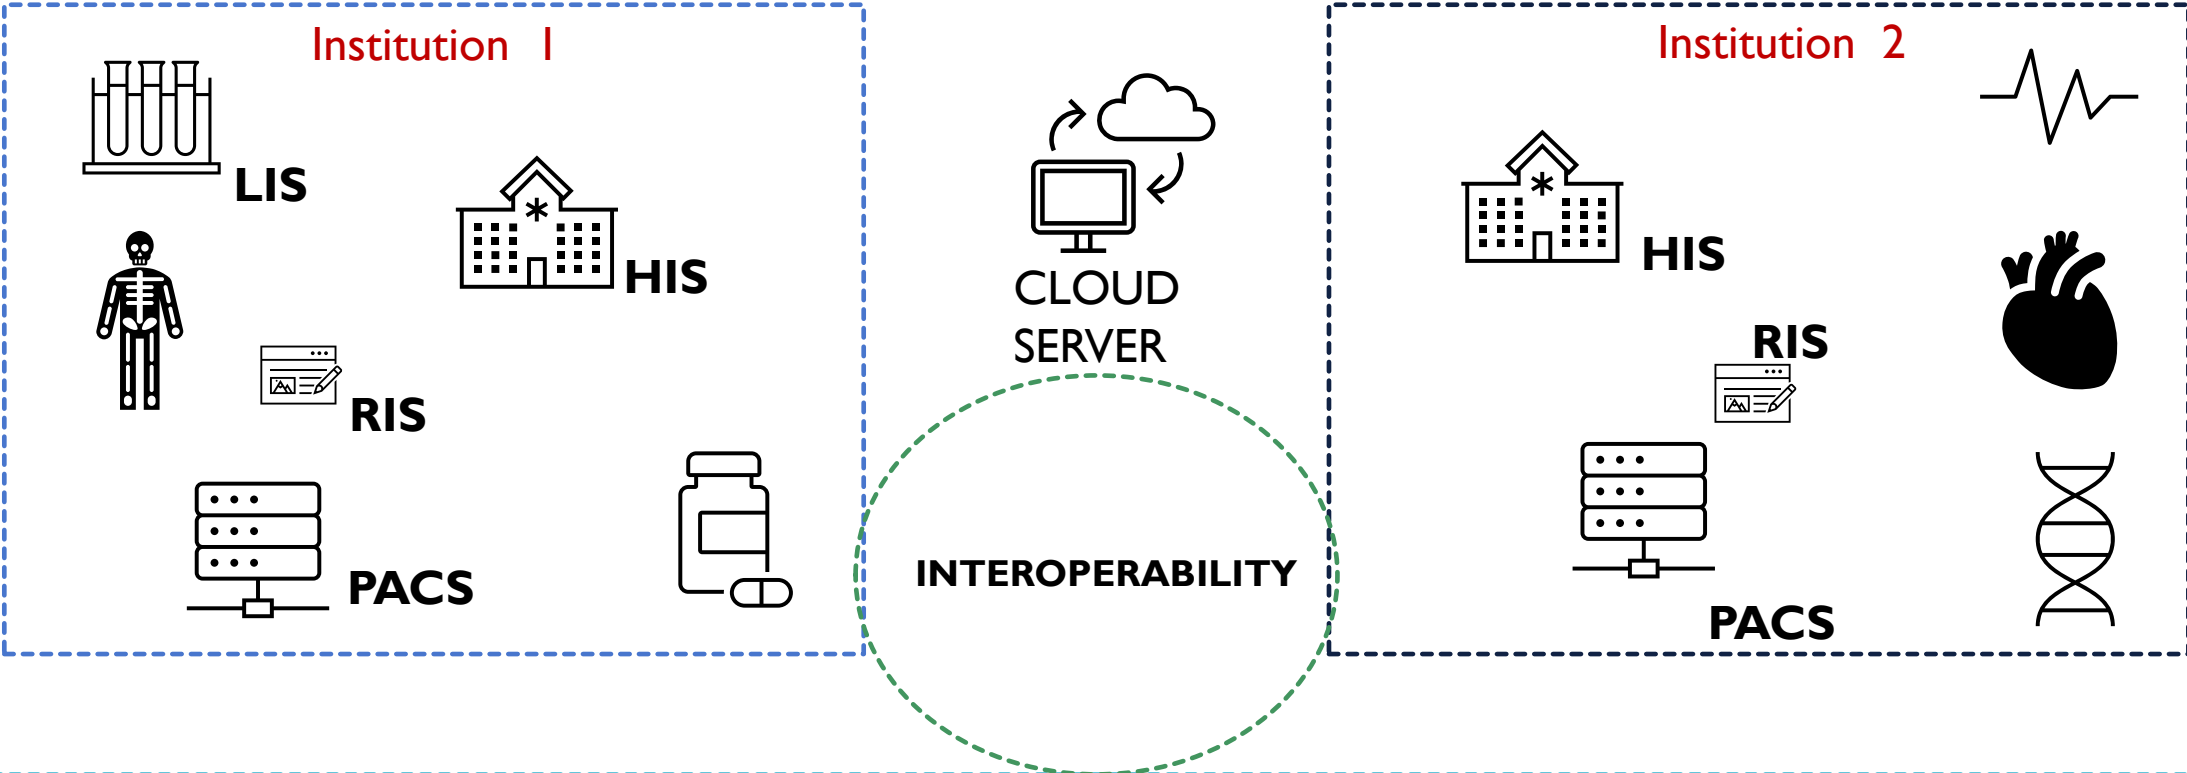 Institution 1
LIS
HIS
RIS
PACS
CLOUD
SERVER
INTEROPERABILITY
Institution 2
HIS
RIS
PACS